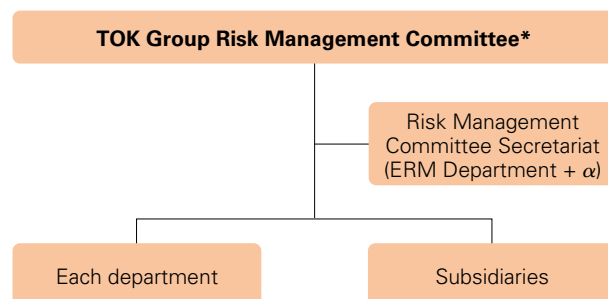 TOK Group Risk Management Committee*
Risk Management
Committee Secretariat
(ERM Department + α)
Each department
Subsidiaries